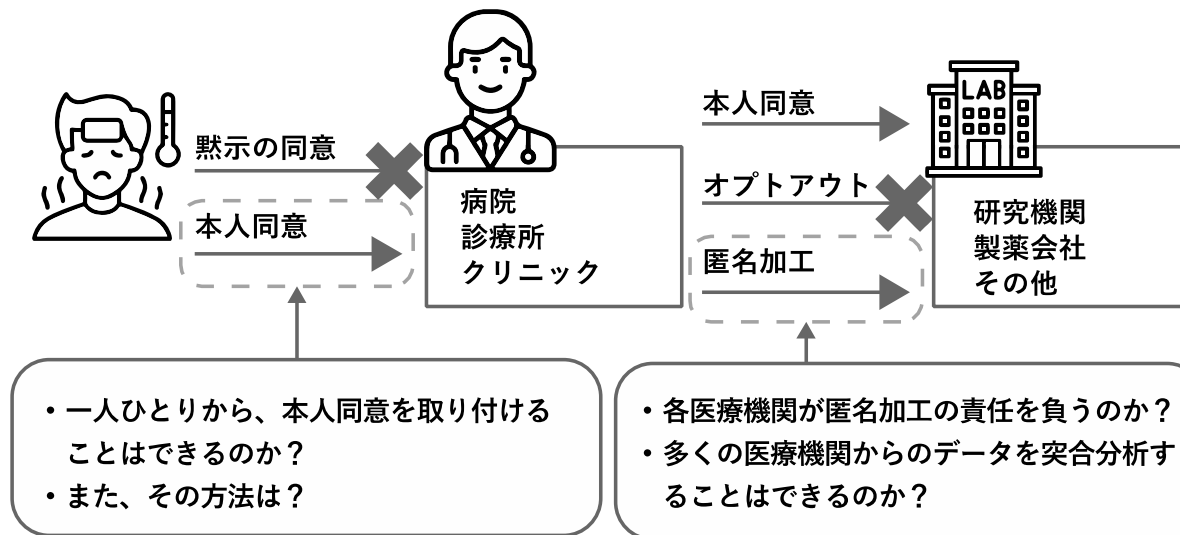 黙示の同意
本人同意
病院
診療所
クリニック
本人同意
オプトアウト
匿名加工
LAB
研究機関
製薬会社
その他
・一人ひとりから、本人同意を取り付ける
ことはできるのか？
・また、その方法は？
・各医療機関が匿名加工の責任を負うのか？
・多くの医療機関からのデータを突合分析す
ることはできるのか？